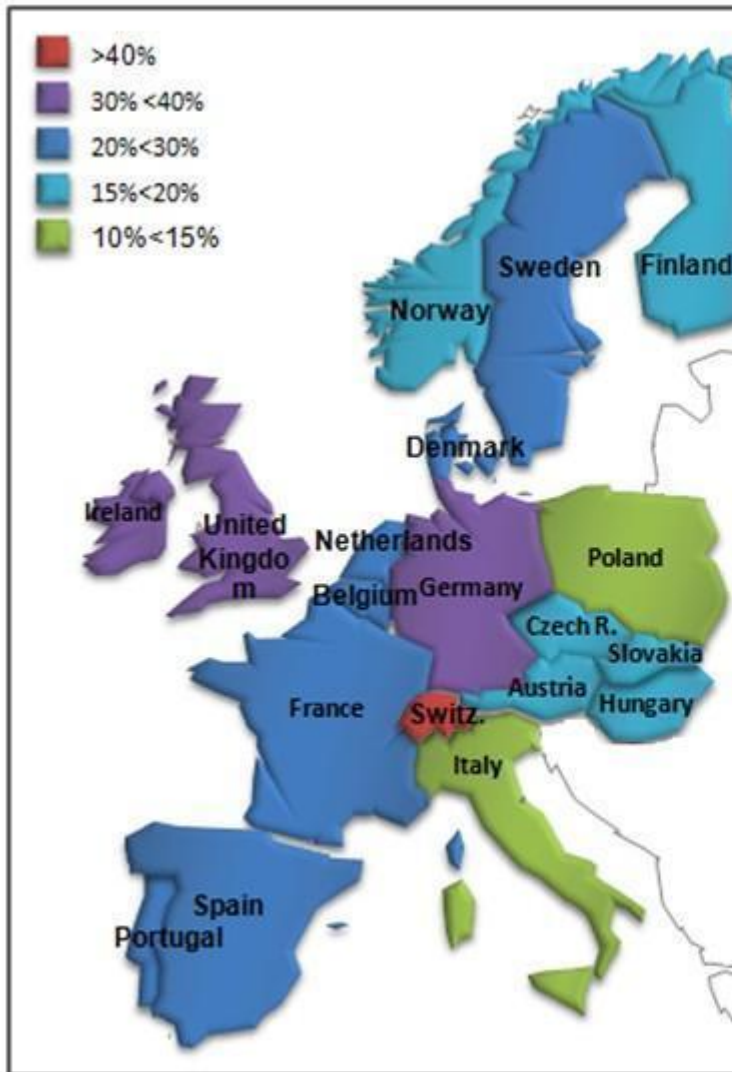 >40%
30% <40%
20%<30%
15%<20%
10%<15%
Sweden
Finland
Norway
Denmark
Ireland
United
Kingdo
m
Netherlands
Belgium
Germany
Poland
Czech R.
Slovakia
Austria
Hungary
France
Switz.
Italy
Spain
Portugal